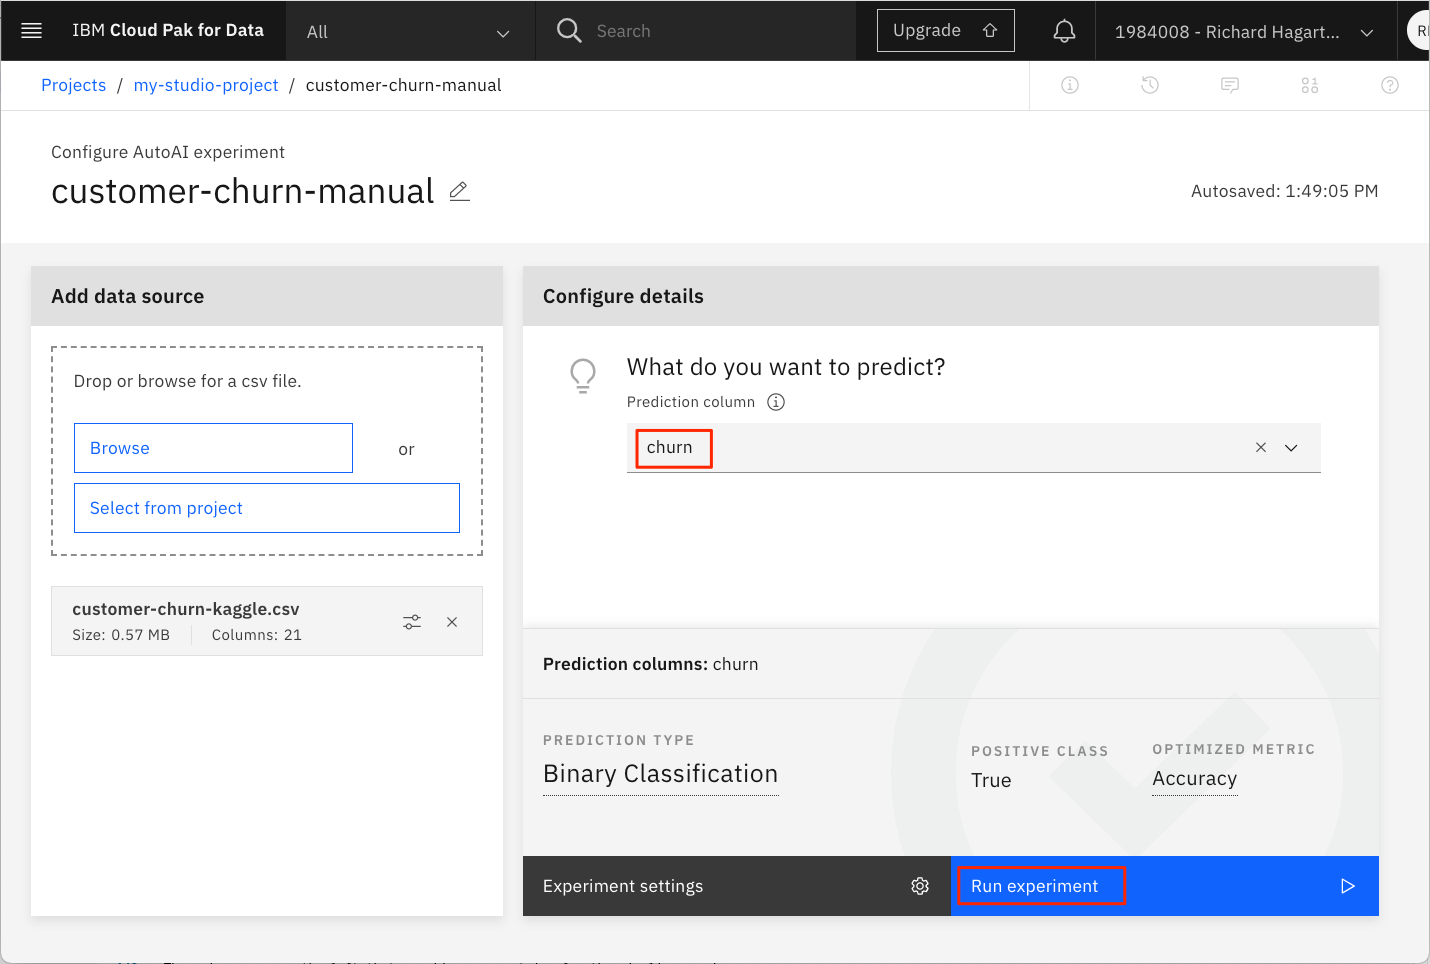 IBM Cloud Pak for Data
All
Search
Upgrade
1984008 - Richard Hagart...
Projects / my-studio-project / customer-churn-manual
Configure AutoAI experiment
customer-churn-manual
Autosaved: 1:49:05 PM
Add data source
Drop or browse for a csv file.
Browse
or
Select from project
customer-churn-kaggle.csv
Size: 0.57 MB
Columns: 21
Configure details
What do you want to predict?
Prediction column
churn
Prediction columns: churn
PREDICTION TYPE
Binary Classification
POSITIVE CLASS
True
OPTIMIZED METRIC
Accuracy
Experiment settings
Run experiment